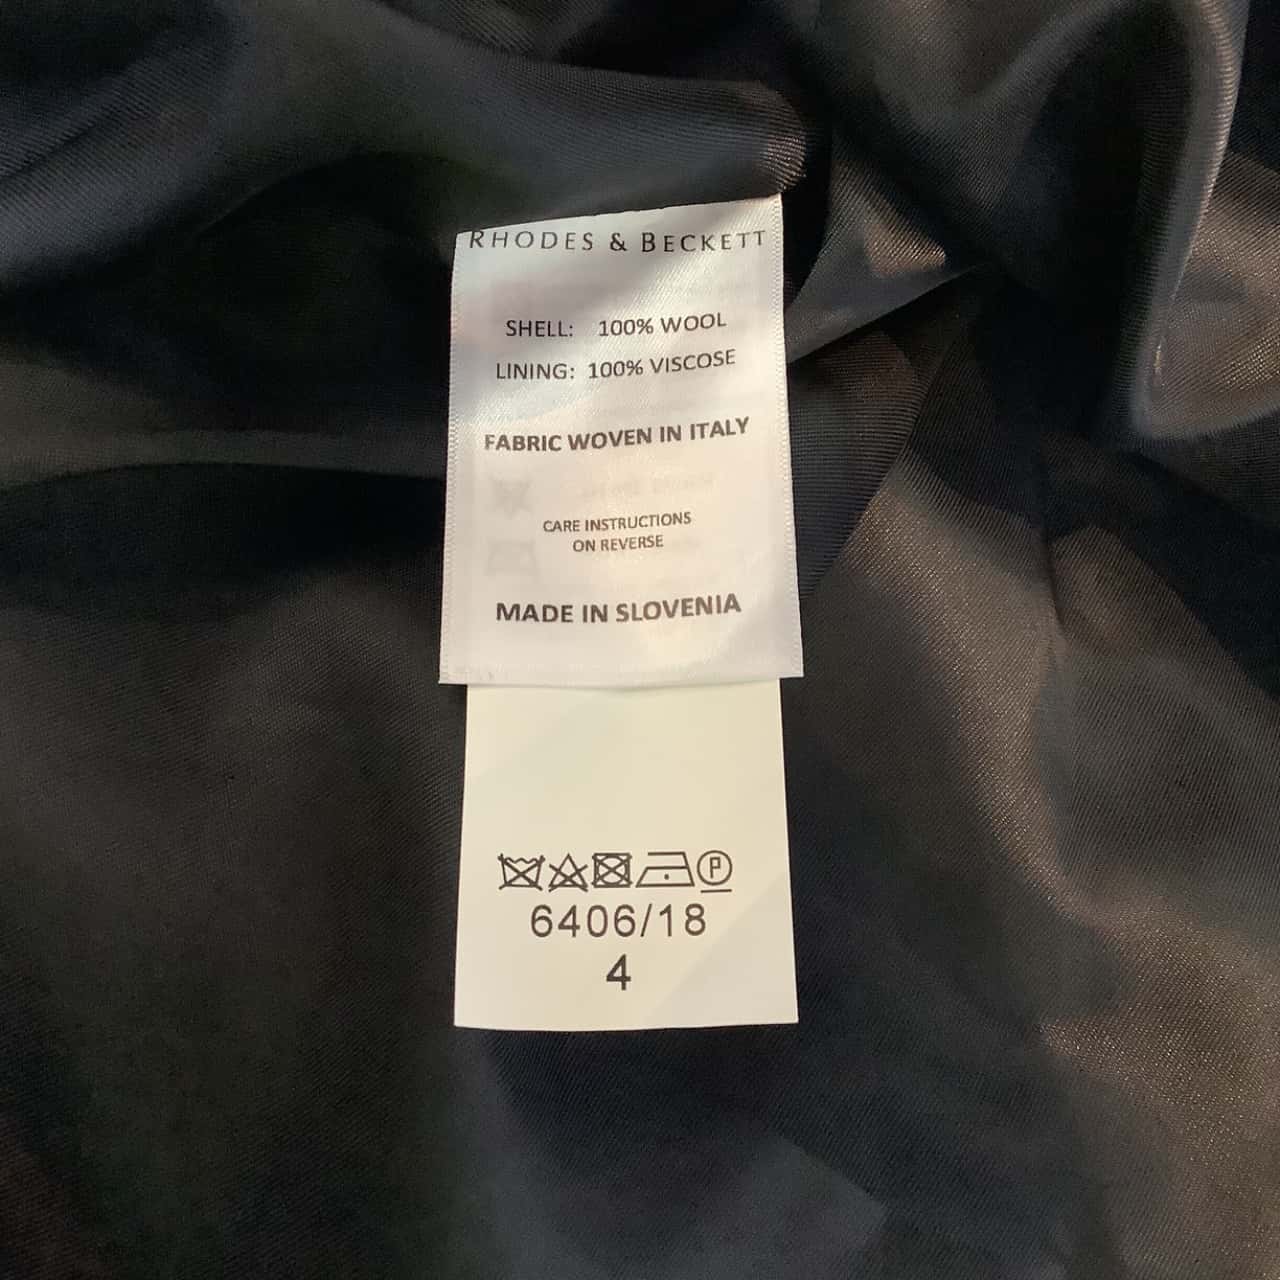 RHODES & BECKETT
SHELL: 100% WOOL
LINING: 100% VISCOSE
FABRIC WOVEN IN ITALY
CARE INSTRUCTIONS
ON REVERSE
MADE IN SLOVENIA
P
6406/18
4